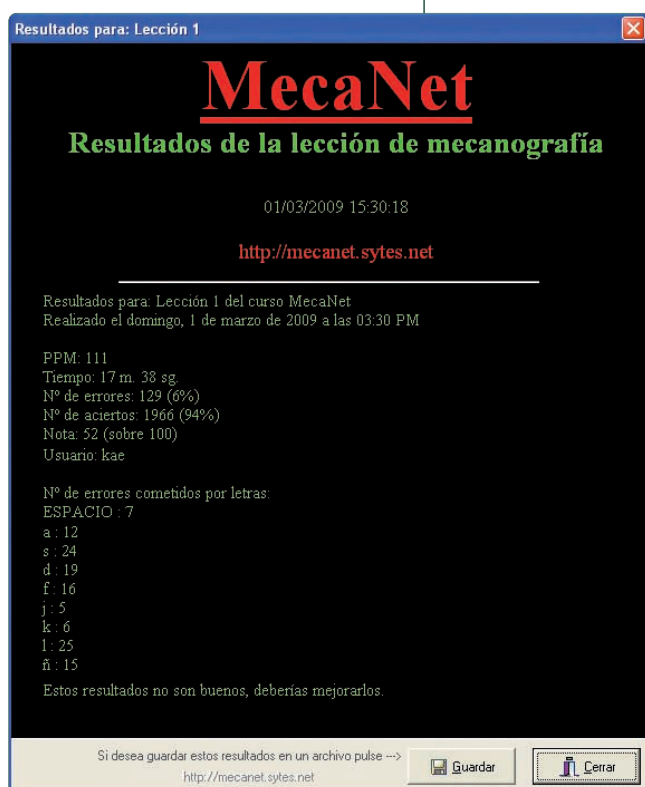 Resultados para: Lección 1
MecaNet
Resultados de la lección de mecanografía
01/03/2009 15:30:18
http://mecanet.sytes.net
Resultados para: Lección 1 del curso MecaNet
Realizado el domingo, 1 de marzo de 2009 a las 03:30 PM
PPM: 111
Tiempo: 17 m. 38 sg.
Nº de errores: 129 (6%)
Nº de aciertos: 1966 (94%)
Nota: 52 (sobre 100)
Usuario: kae
Nº de errores cometidos por letras:
ESPACIO : 7
a : 12
s : 24
d : 19
f : 16
j : 5
k : 6
l : 25
ñ : 15
Estos resultados no son buenos, deberías mejorarlos.
Si desea guardar estos resultados en un archivo pulse --->
http://mecanet.sytes.net
Guardar
Cerrar